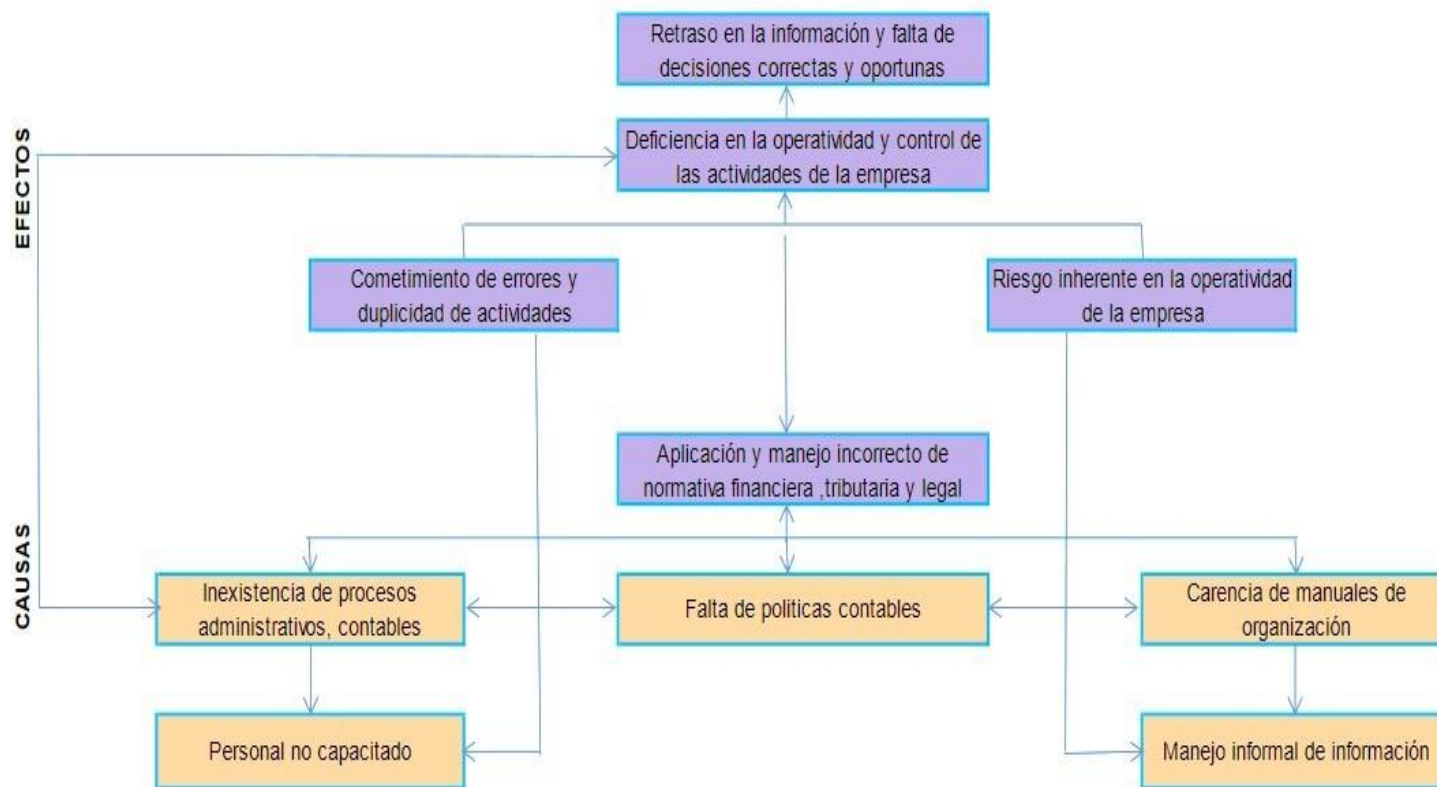 Retraso en la información y falta de
decisiones correctas y oportunas
EFECTOS
Deficiencia en la operatividad y control de
las actividades de la empresa
Cometimiento de errores y
duplicidad de actividades
Riesgo inherente en la operatividad
de la empresa
Aplicación y manejo incorrecto de
normativa financiera ,tributaria y legal
CAUSAS
Inexistencia de procesos
administrativos, contables
Falta de politicas contables
Carencia de manuales de
organización
Personal no capacitado
Manejo informal de información